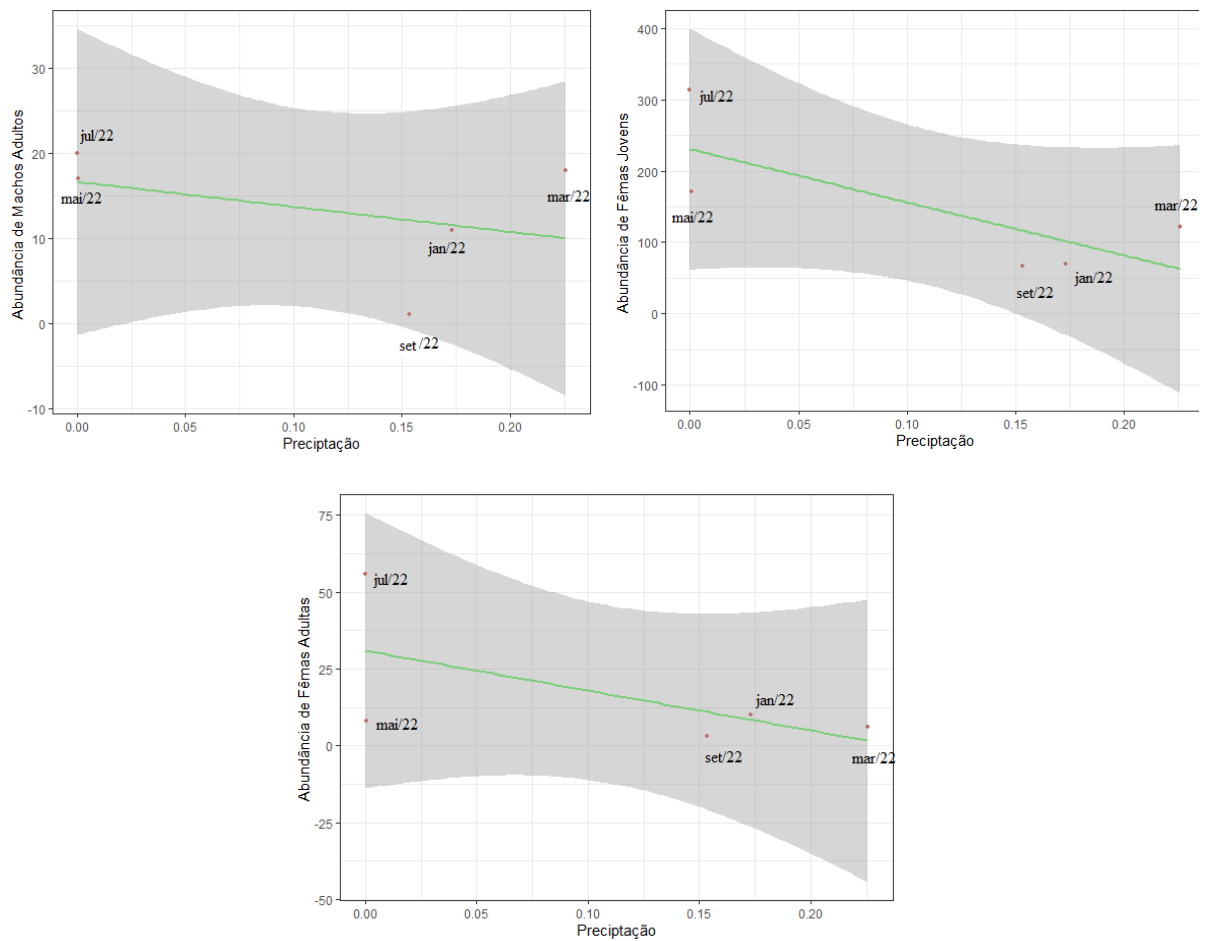 Abundância de Machos Adultos
30
20
10
0
-10
jul/22
mai/22
mar/22
jan/22
set /22
0.00 0.05 0.10 0.15 0.20
Preciptação
Abundância de Fêmas Jovens
400
300
200
100
0
-100
jul/22
mai/22
mar/22
jan/22
set/22
0.00 0.05 0.10 0.15 0.20
Preciptação
Abundância de Fêmas Adultas
75
50
25
0
-25
-50
jul/22
mai/22
jan/22
set/22
mar/22
0.00 0.05 0.10 0.15 0.20
Preciptação